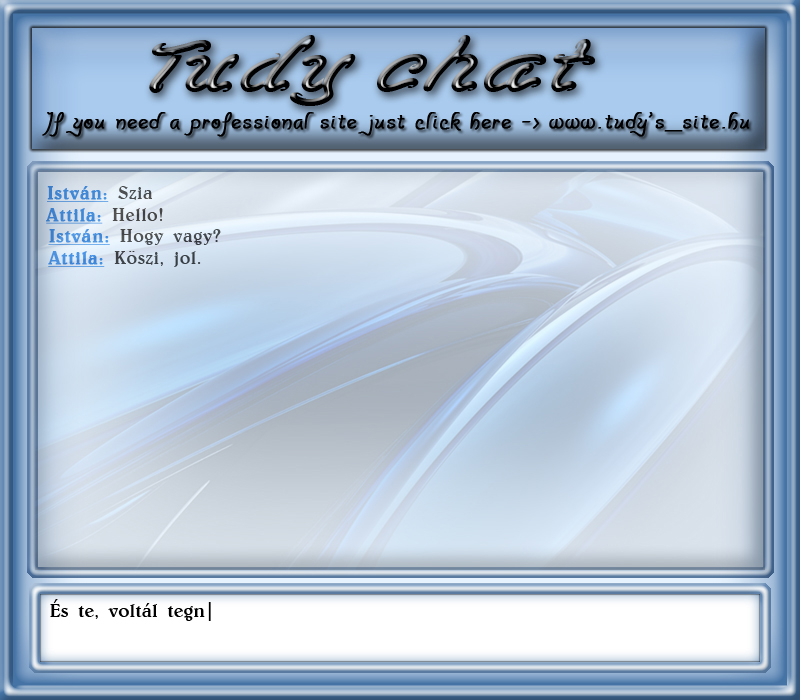 Tudy chat
If you need a professional site just click here -> www.tudy's_site.hu
István: Szia
Attila: Hello!
István: Hogy vagy?
Attila: Köszi, jol.
És te, voltál tegn